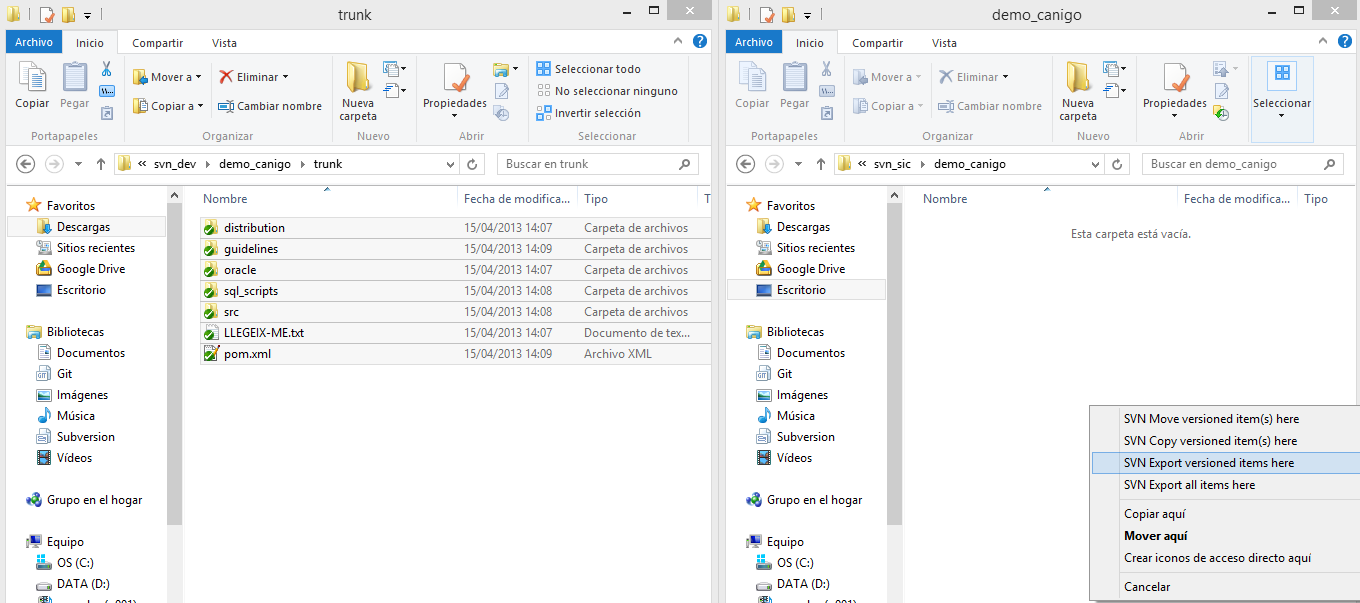 trunk
Archivo Inicio Compartir Vista
Copiar Pegar Mover a Copiar a Eliminar Cambiar nombre Nueva carpeta Propiedades Seleccionar todo No seleccionar ninguno Invertir selección
Portapapeles Organizar Nuevo Abrir Seleccionar
« svn_dev demo_canigo trunk Buscar en trunk
Favoritos
Descargas
Sitios recientes
Google Drive
Escritorio
Bibliotecas
Documentos
Git
Imágenes
Música
Subversion
Vídeos
Grupo en el hogar
Equipo
OS (C:)
DATA (D:)
Nombre Fecha de modifica... Tipo T
distribution 15/04/2013 14:07 Carpeta de archivos
guidelines 15/04/2013 14:09 Carpeta de archivos
oracle 15/04/2013 14:07 Carpeta de archivos
sql_scripts 15/04/2013 14:08 Carpeta de archivos
src 15/04/2013 14:08 Carpeta de archivos
LLEGEIX-ME.txt 15/04/2013 14:07 Documento de tex...
pom.xml 15/04/2013 14:09 Archivo XML
demo_canigo
Archivo Inicio Compartir Vista
Copiar Pegar Mover a Copiar a Eliminar Cambiar nombre Nueva carpeta Propiedades Seleccionar
Portapapeles Organizar Nuevo Abrir
« svn_sic demo_canigo Buscar en demo_canigo
Favoritos
Descargas
Sitios recientes
Google Drive
Escritorio
Bibliotecas
Documentos
Git
Imágenes
Música
Subversion
Vídeos
Grupo en el hogar
Equipo
OS (C:)
DATA (D:)
Nombre Fecha de modifica... Tipo
Esta carpeta está vacía.
SVN Move versioned item(s) here
SVN Copy versioned item(s) here
SVN Export versioned items here
SVN Export all items here
Copiar aquí
Mover aquí
Crear iconos de acceso directo aquí
Cancelar